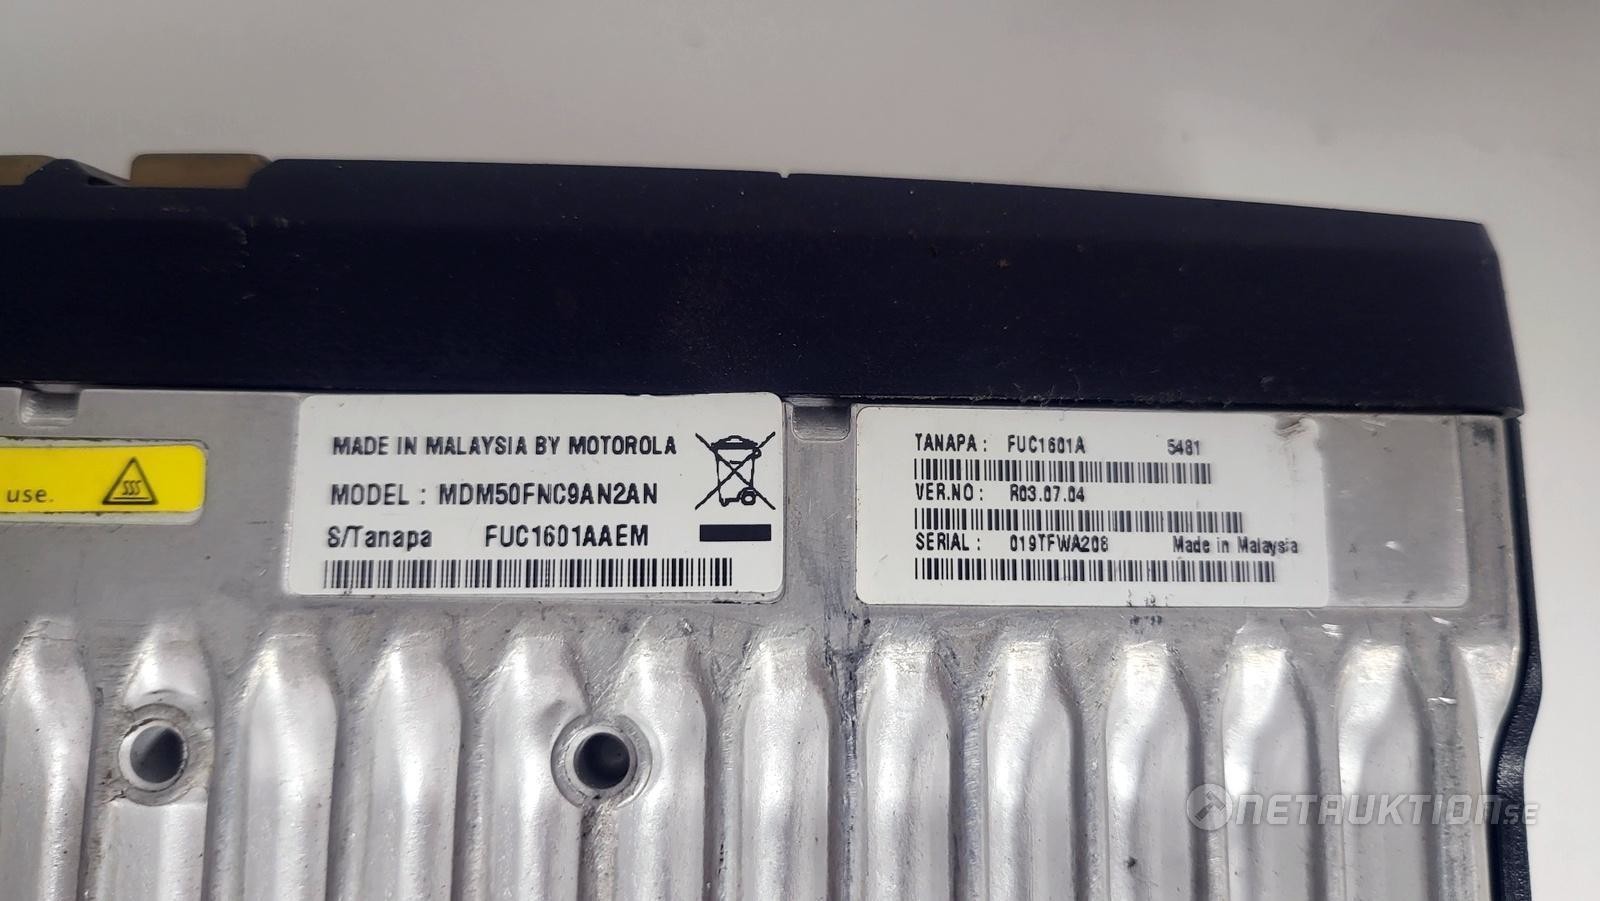 use.
MADE IN MALAYSIA BY MOTOROLA
MODEL : MDM50FNC9AN2AN
S/Tanapa FUC1601AAEM
TANAPA : FUC1601A 5481
VER.NO : R03.07.04
SERIAL : 019TFWA208 Made in Malaysia
NETAUKTION.SE